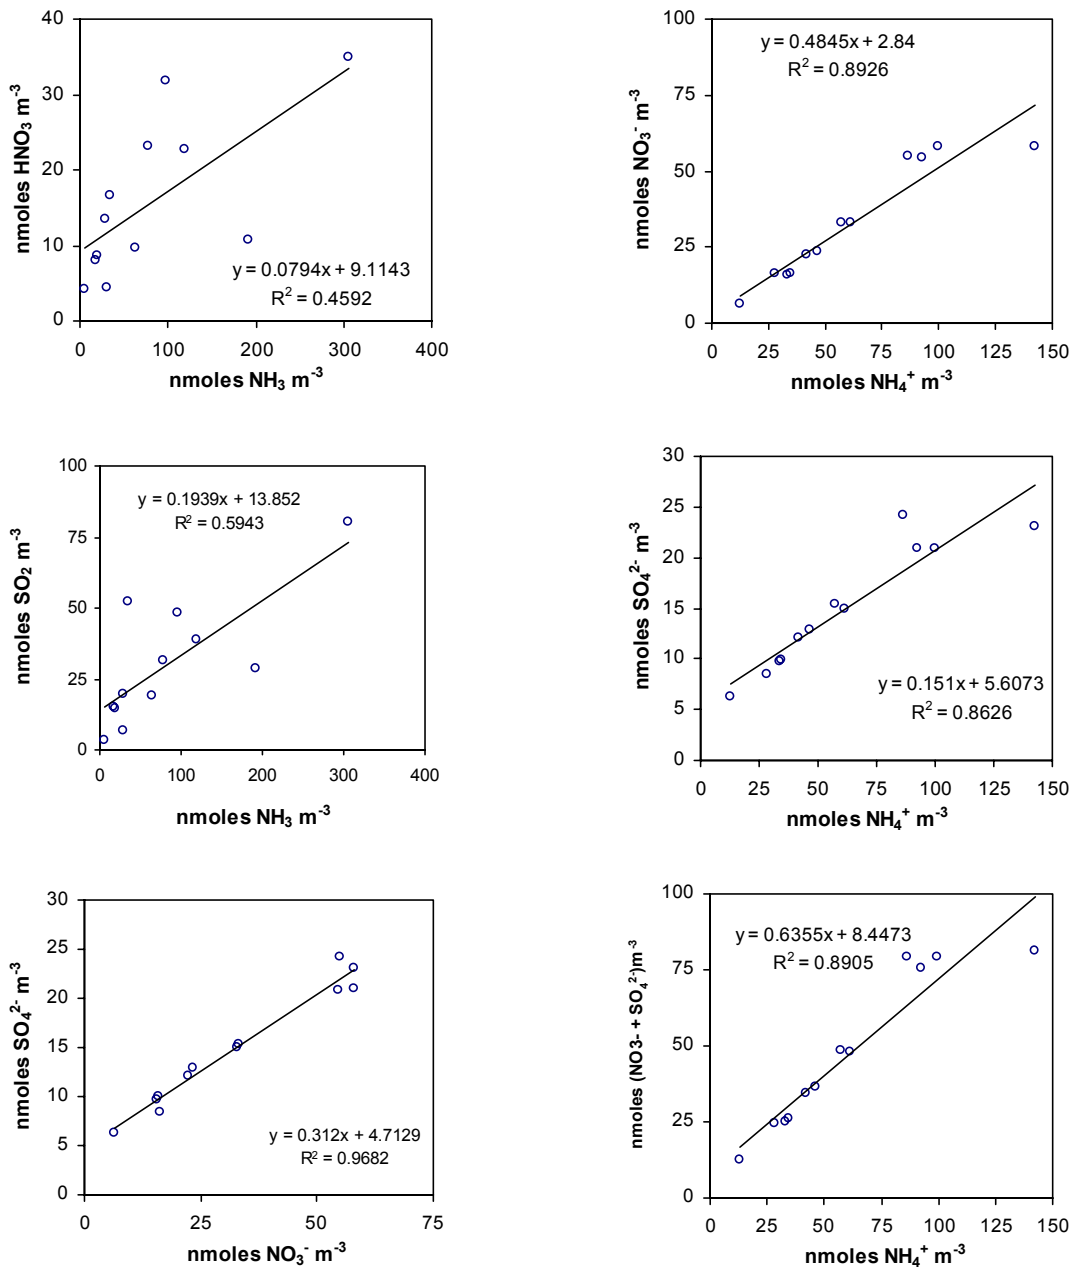 40
30
20
10
0
nmoles HNO₃ m⁻³
y = 0.0794x + 9.1143
R² = 0.4592
0 100 200 300 400
nmoles NH₃ m⁻³
100
75
50
25
0
nmoles NO₃⁻ m⁻³
y = 0.4845x + 2.84
R² = 0.8926
0 25 50 75 100 125 150
nmoles NH₄⁺ m⁻³
100
75
50
25
0
nmoles SO₂ m⁻³
y = 0.1939x + 13.852
R² = 0.5943
0 100 200 300 400
nmoles NH₃ m⁻³
30
25
20
15
10
5
0
nmoles SO₄²⁻ m⁻³
y = 0.151x + 5.6073
R² = 0.8626
0 25 50 75 100 125 150
nmoles NH₄⁺ m⁻³
30
25
20
15
10
5
0
nmoles SO₄²⁻ m⁻³
y = 0.312x + 4.7129
R² = 0.9682
0 25 50 75
nmoles NO₃⁻ m⁻³
100
75
50
25
0
nmoles (NO3- + SO₄²⁻)m⁻³
y = 0.6355x + 8.4473
R² = 0.8905
0 25 50 75 100 125 150
nmoles NH₄⁺ m⁻³